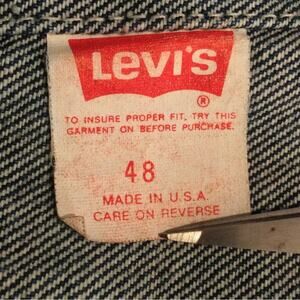 LEVI'S
®
TO INSURE PROPER FIT, TRY THIS
GARMENT ON BEFORE PURCHASE.
48
MADE IN U.S.A.
CARE ON REVERSE